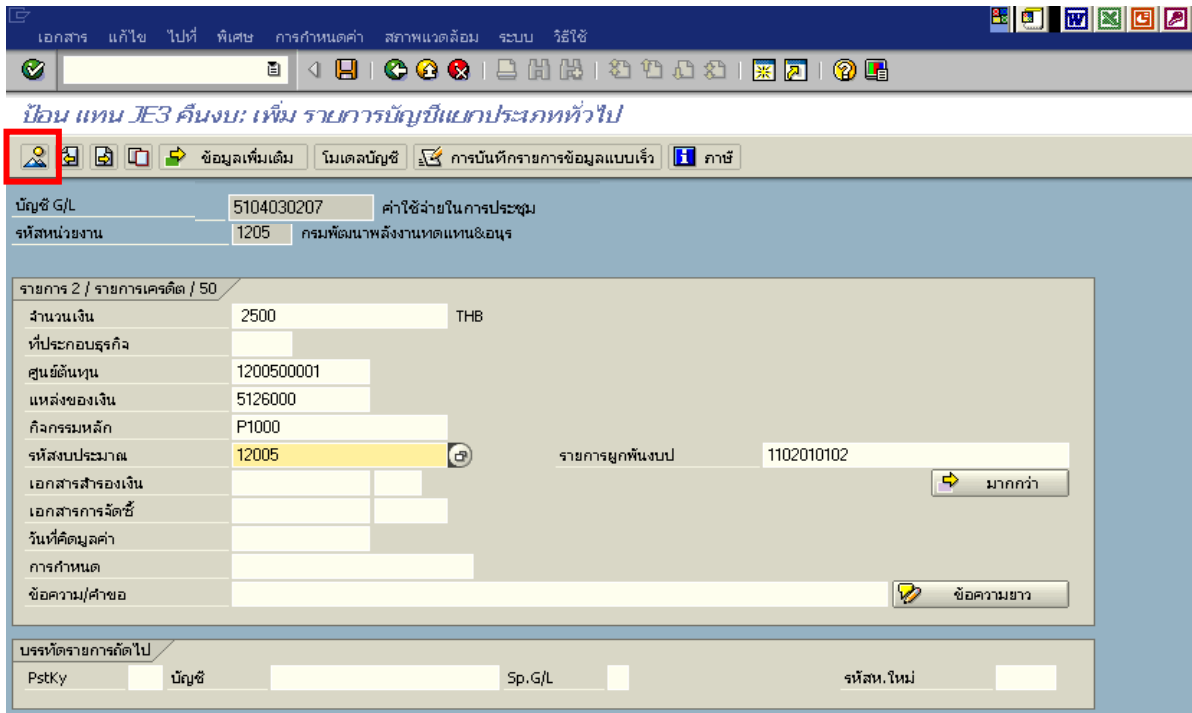 เอกสาร แก้ไข ไปที่ พิเศษ การกำหนดค่า สภาพแวดล้อม ระบบ วิธีใช้
ป้อน แทน JE3 คืนงบ: เพิ่ม รายการบัญชีแยกประเภททั่วไป
ข้อมูลเพิ่มเติม โมเดลบัญชี การบันทึกรายการข้อมูลแบบเร็ว ภาษี
บัญชี G/L 5104030207 ค่าใช้จ่ายในการประชุม
รหัสหน่วยงาน 1205 กรมพัฒนาพลังงานทดแทน&อนุร
รายการ 2 / รายการเครดิต / 50
จำนวนเงิน 2500 THB
ที่ประกอบธุรกิจ
ศูนย์ต้นทุน 1200500001
แหล่งของเงิน 5126000
กิจกรรมหลัก P1000
รหัสงบประมาณ 12005 รายการผูกพันงบป 1102010102
เอกสารสำรองเงิน มากกว่า
เอกสารการจัดซื้
วันที่คิดมูลค่า
การกำหนด
ข้อความ/คำขอ ข้อความยาว
บรรทัดรายการถัดไป
PstKy บัญชี Sp.G/L รหัสห.ใหม่